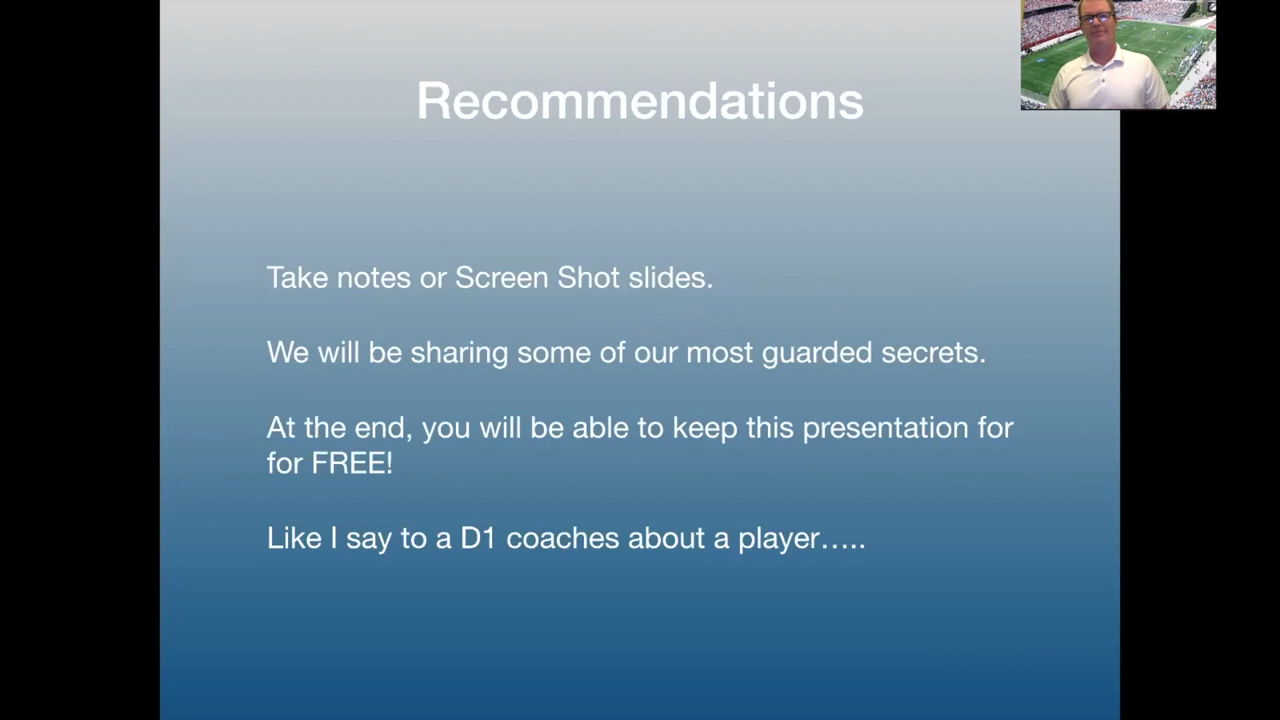 Recommendations
Take notes or Screen Shot slides.
We will be sharing some of our most guarded secrets.
At the end, you will be able to keep this presentation for
for FREE!
Like I say to a D1 coaches about a player…..